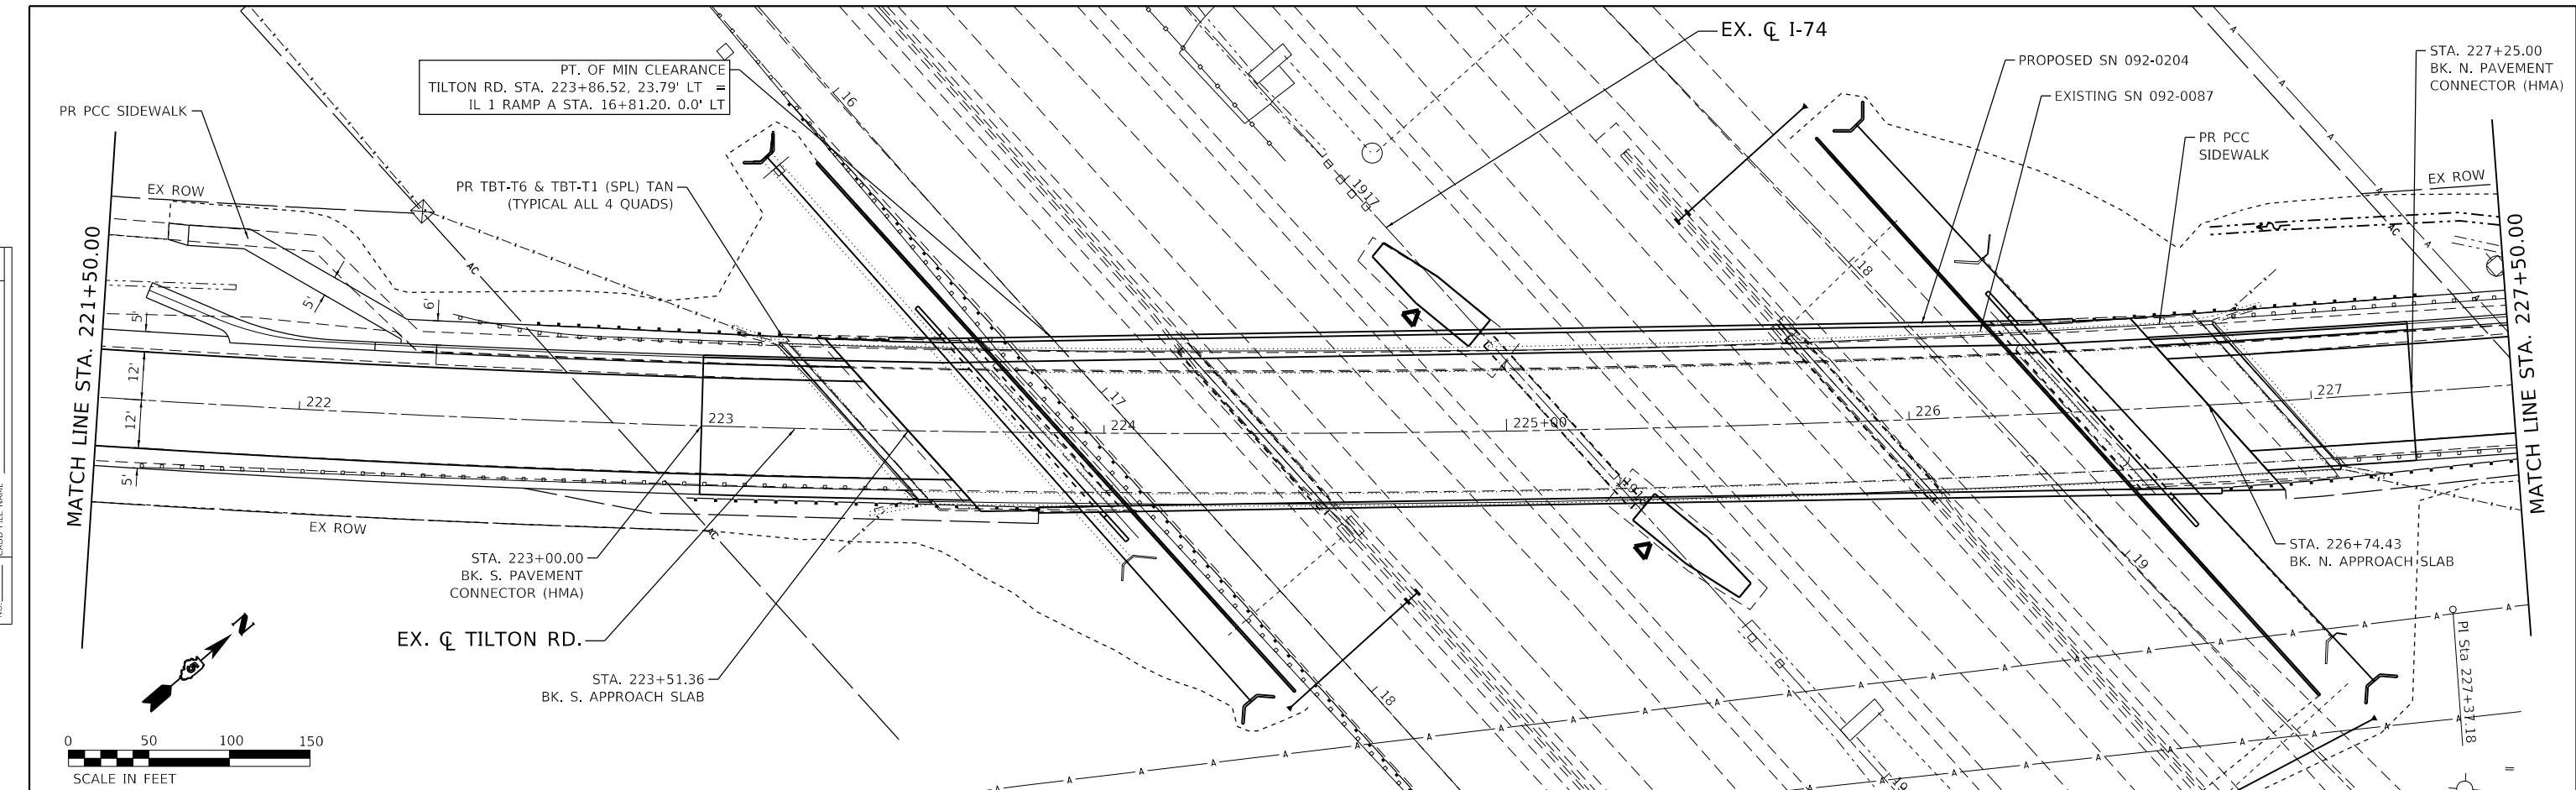 EX. ℄ I-74
PT. OF MIN CLEARANCE
TILTON RD. STA. 223+86.52, 23.79' LT =
IL 1 RAMP A STA. 16+81.20. 0.0' LT
PROPOSED SN 092-0204
EXISTING SN 092-0087
STA. 227+25.00
BK. N. PAVEMENT
CONNECTOR (HMA)
PR PCC SIDEWALK
PR PCC
SIDEWALK
16
EX ROW
PR TBT-T6 & TBT-T1 (SPL) TAN
(TYPICAL ALL 4 QUADS)
1917
EX ROW
MATCH LINE STA. 221+50.00
MATCH LINE STA. 227+50.00
AC
AC
18
5'
5'
6'
12'
12'
5'
17
222
223
224
225+00
226
227
EX ROW
AC
STA. 223+00.00
BK. S. PAVEMENT
CONNECTOR (HMA)
STA. 226+74.43
BK. N. APPROACH SLAB
19
EX. ℄ TILTON RD.
STA. 223+51.36
BK. S. APPROACH SLAB
18
N
PI Sta 227+37.18
=
A A A A A A A A
0 50 100 150
SCALE IN FEET
19